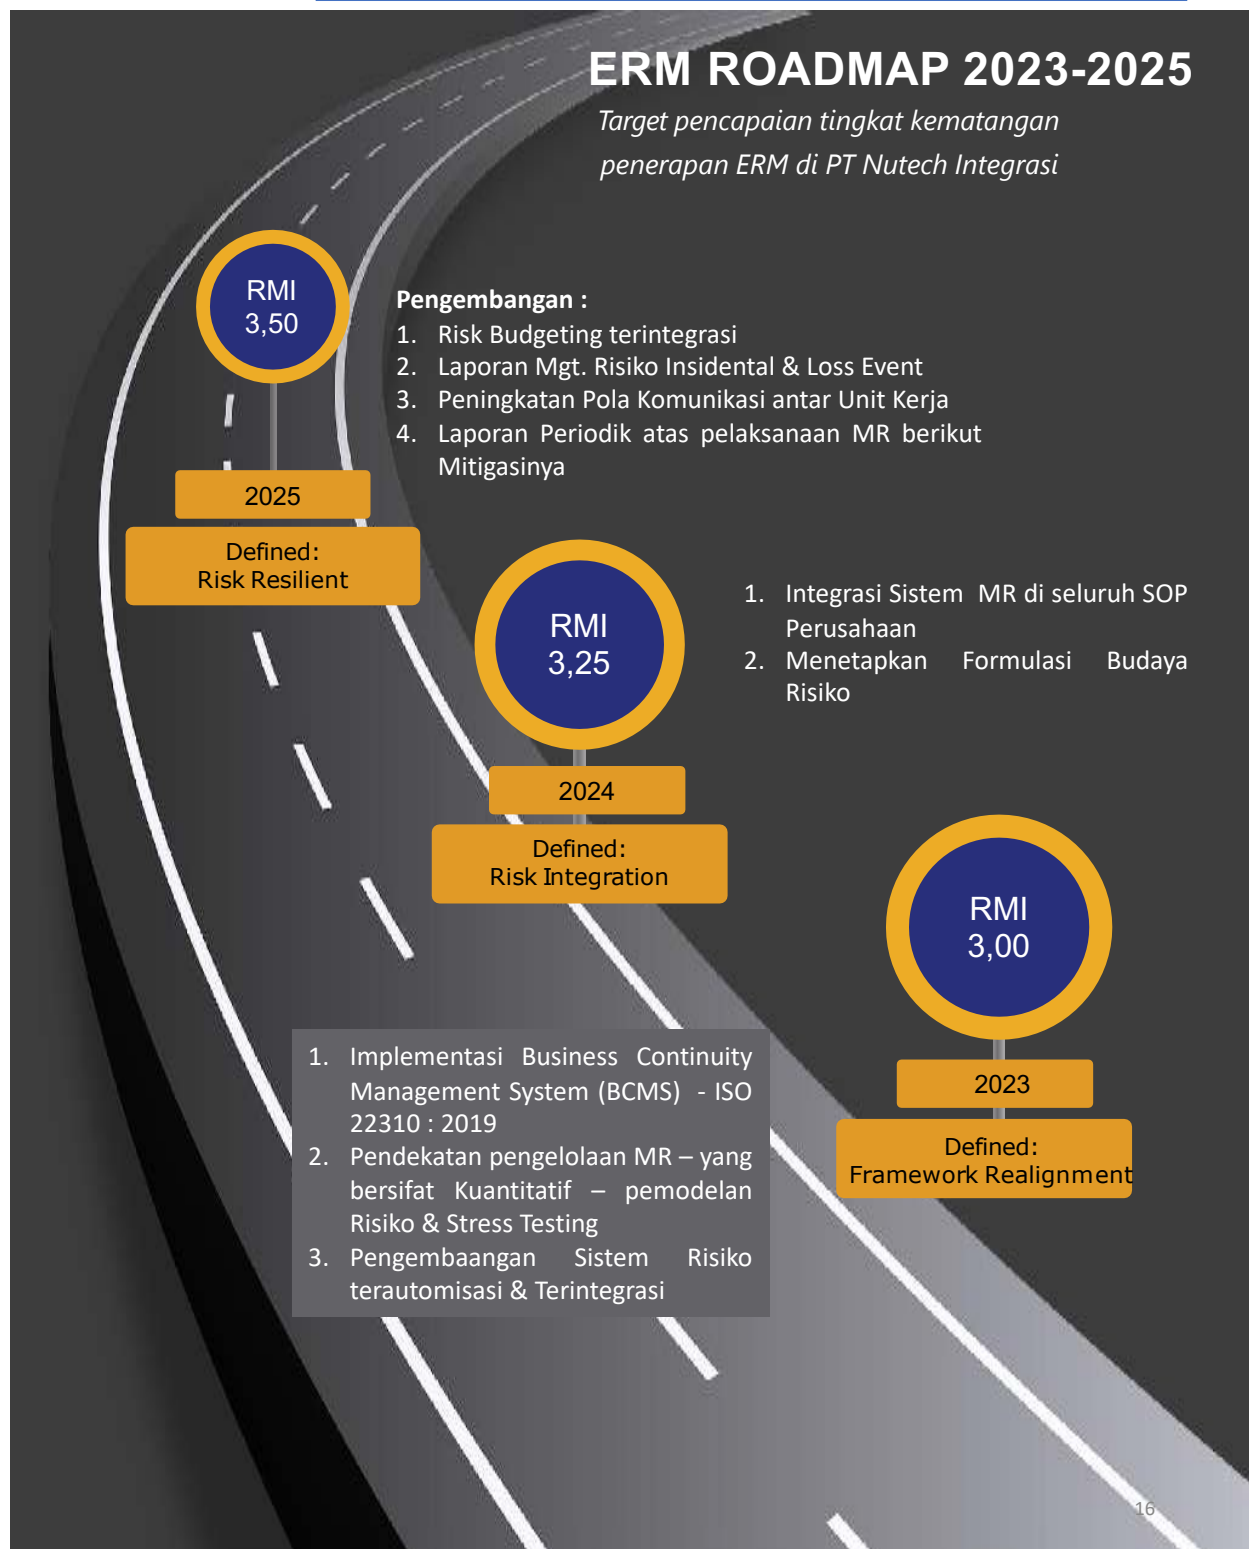 ERM ROADMAP 2023-2025
Target pencapaian tingkat kematangan
penerapan ERM di PT Nutech Integrasi
RMI
3,50
2025
Defined:
Risk Resilient
Pengembangan :
1. Risk Budgeting terintegrasi
2. Laporan Mgt. Risiko Insidental & Loss Event
3. Peningkatan Pola Komunikasi antar Unit Kerja
4. Laporan Periodik atas pelaksanaan MR berikut
Mitigasinya
RMI
3,25
2024
Defined:
Risk Integration
1. Integrasi Sistem MR di seluruh SOP
Perusahaan
2. Menetapkan Formulasi Budaya
Risiko
RMI
3,00
2023
Defined:
Framework Realignment
1. Implementasi Business Continuity
Management System (BCMS) - ISO
22310 : 2019
2. Pendekatan pengelolaan MR – yang
bersifat Kuantitatif – pemodelan
Risiko & Stress Testing
3. Pengembaangan Sistem Risiko
terautomisasi & Terintegrasi
16